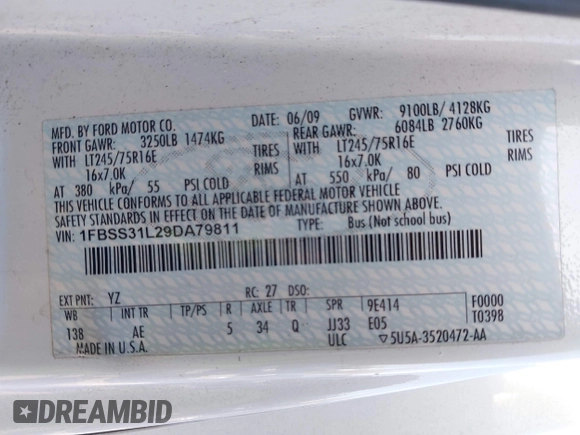 MFD. BY FORD MOTOR CO. DATE 06/09 GVWR: 9100LB/ 4128KG
FRONT GAWR: 3250LB 1474KG REAR GAWR: 6084LB 2760KG
WITH LT245/75R16E TIRES WITH LT245/75R16E TIRES
16x7.0K RIMS 16x7.0K RIMS
AT 380 kPa/ 55 PSI COLD AT 550 kPa/ 80 PSI COLD
THIS VEHICLE CONFORMS TO ALL APPLICABLE FEDERAL MOTOR VEHICLE
SAFETY STANDARDS IN EFFECT ON THE DATE OF MANUFACTURE SHOWN ABOVE.
VIN: 1FBSS31L29DA79811 TYPE: Bus (Not school bus)
EXT PNT: YZ RC: 27 DSO: F0000
WB INT TR TP/PS R AXLE TR SPR 9E414 T0398
138 AE 5 34 Q JJ33 E05
MADE IN U.S.A. ULC ▽5U5A-3520472-AA
DREAMBID